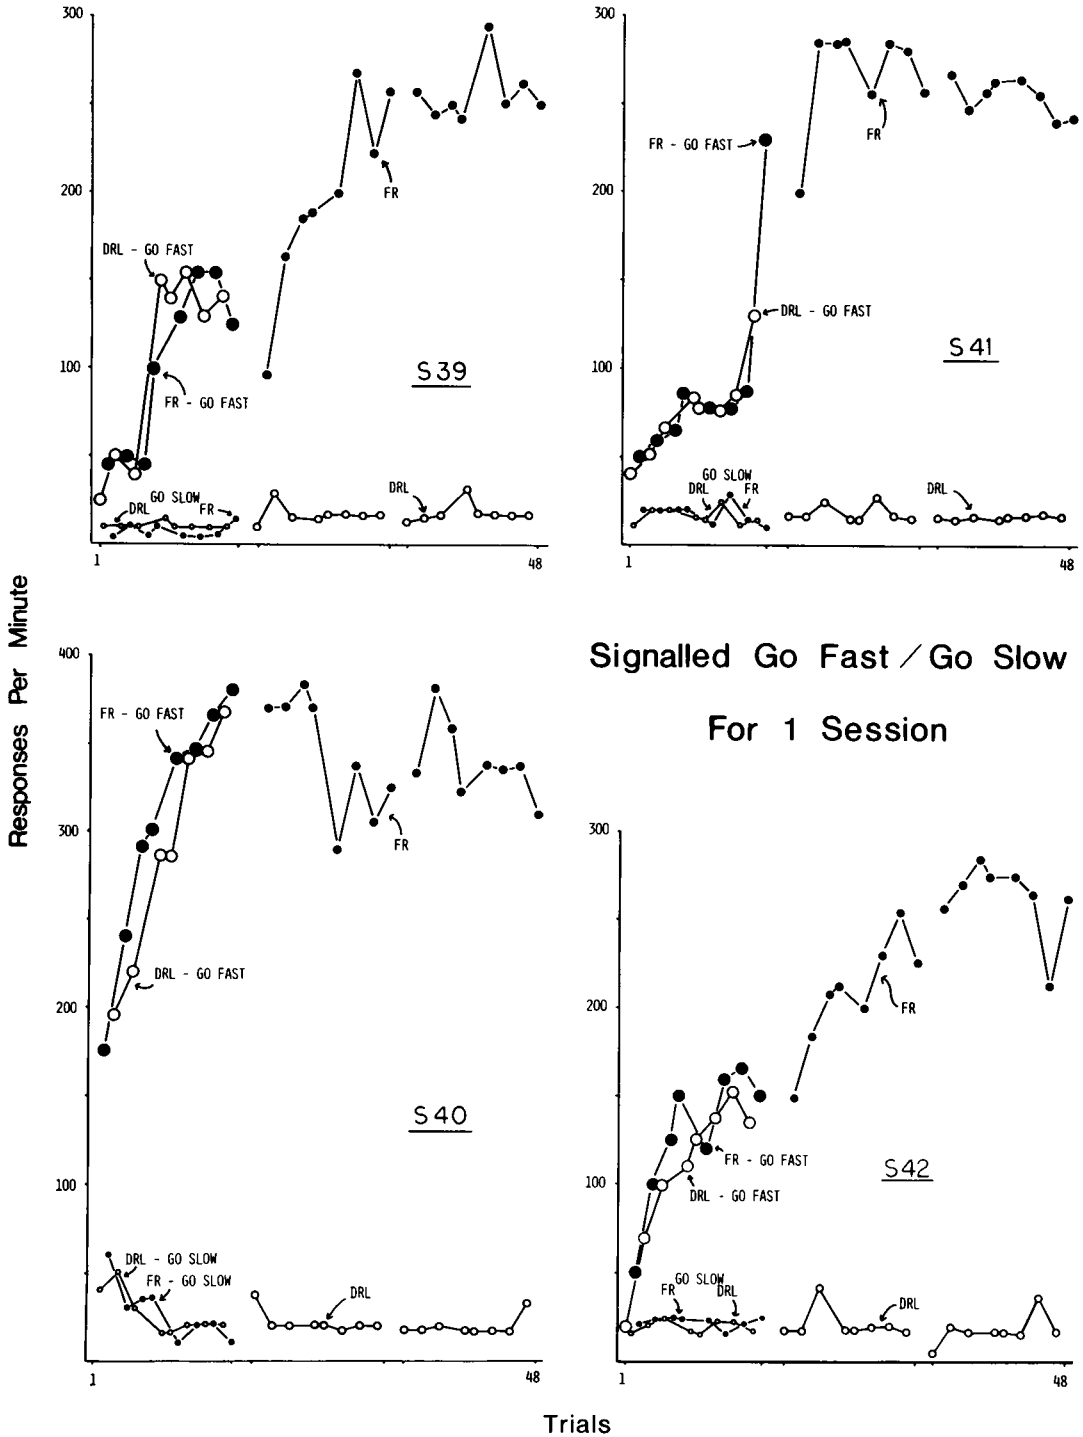 300
200
100
DRL - GO FAST
FR - GO FAST
FR
S39
GO SLOW
DRL
FR
DRL
1
48
300
200
100
FR - GO FAST
FR
DRL - GO FAST
S41
GO SLOW
DRL
FR
DRL
1
48
Responses Per Minute
400
300
200
100
FR - GO FAST
FR
DRL - GO FAST
S40
DRL - GO SLOW
FR - GO SLOW
DRL
1
48
Signalled Go Fast / Go Slow
For 1 Session
300
200
100
FR
FR - GO FAST
DRL - GO FAST
S42
GO SLOW
FR
DRL
DRL
1
48
Trials